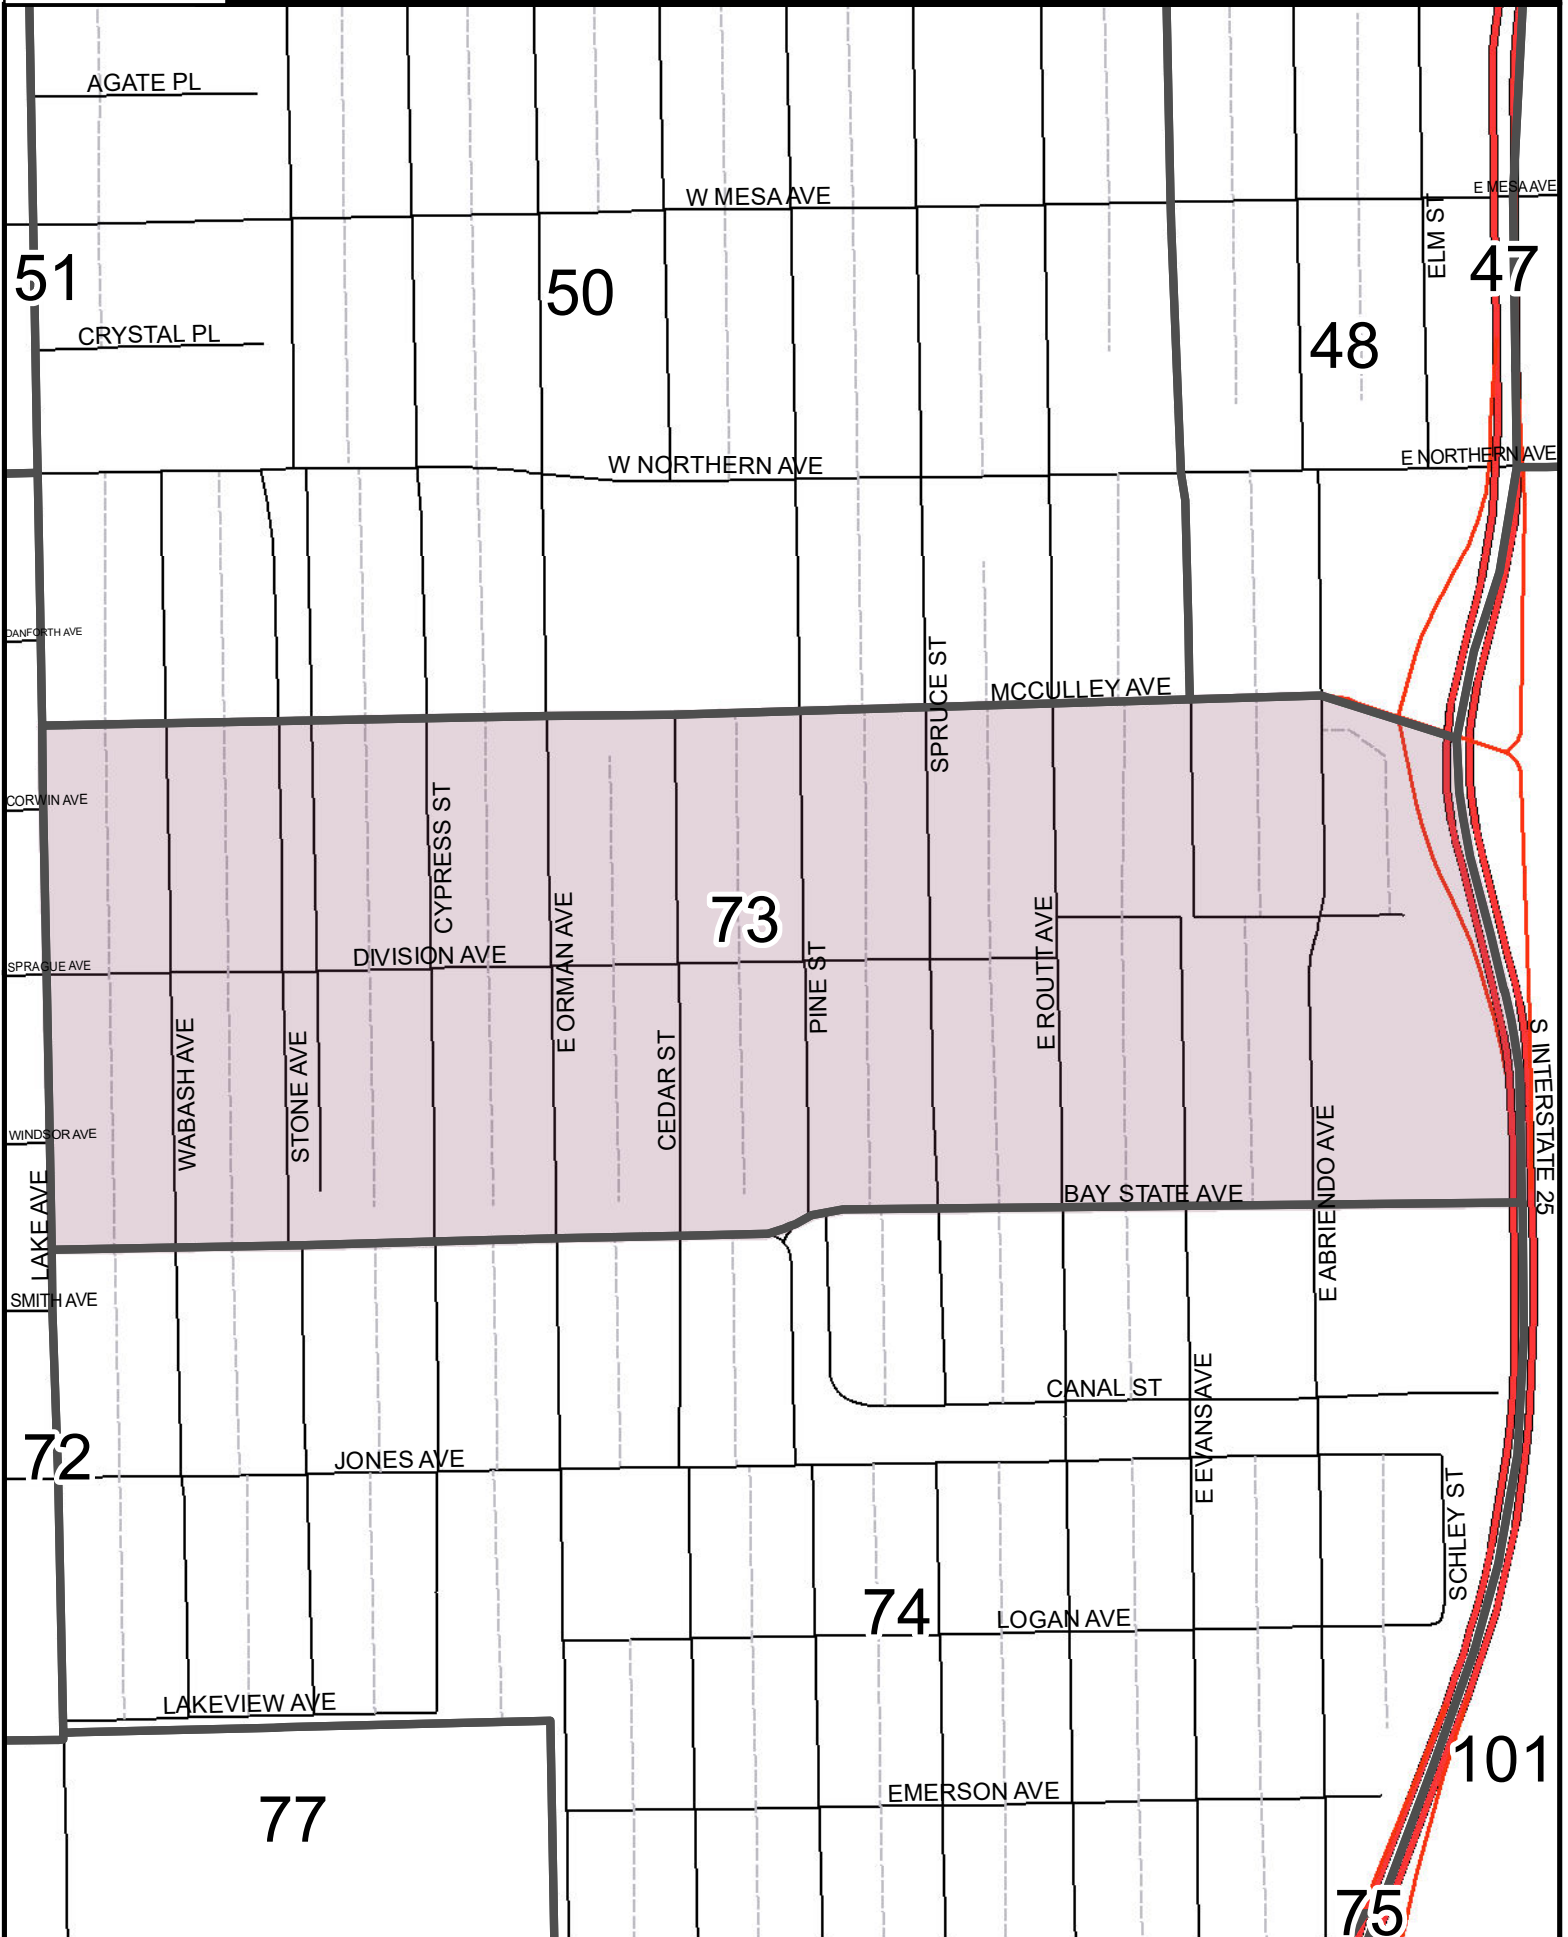 AGATE PL
E MESA AVE
W MESA AVE
ELM ST
51
50
47
CRYSTAL PL
48
E NORTHERN AVE
W NORTHERN AVE
DANFORTH AVE
MCCULLEY AVE
SPRUCE ST
CORWIN AVE
CYPRESS ST
73
E ORMAN AVE
E ROUTT AVE
DIVISION AVE
SPRAGUE AVE
PINE ST
WABASH AVE
STONE AVE
CEDAR ST
S INTERSTATE 25
WINDSOR AVE
E ABRIENDO AVE
LAKE AVE
BAY STATE AVE
SMITH AVE
CANAL ST
E EVANS AVE
72
JONES AVE
SCHLEY ST
74
LOGAN AVE
LAKEVIEW AVE
101
EMERSON AVE
77
75